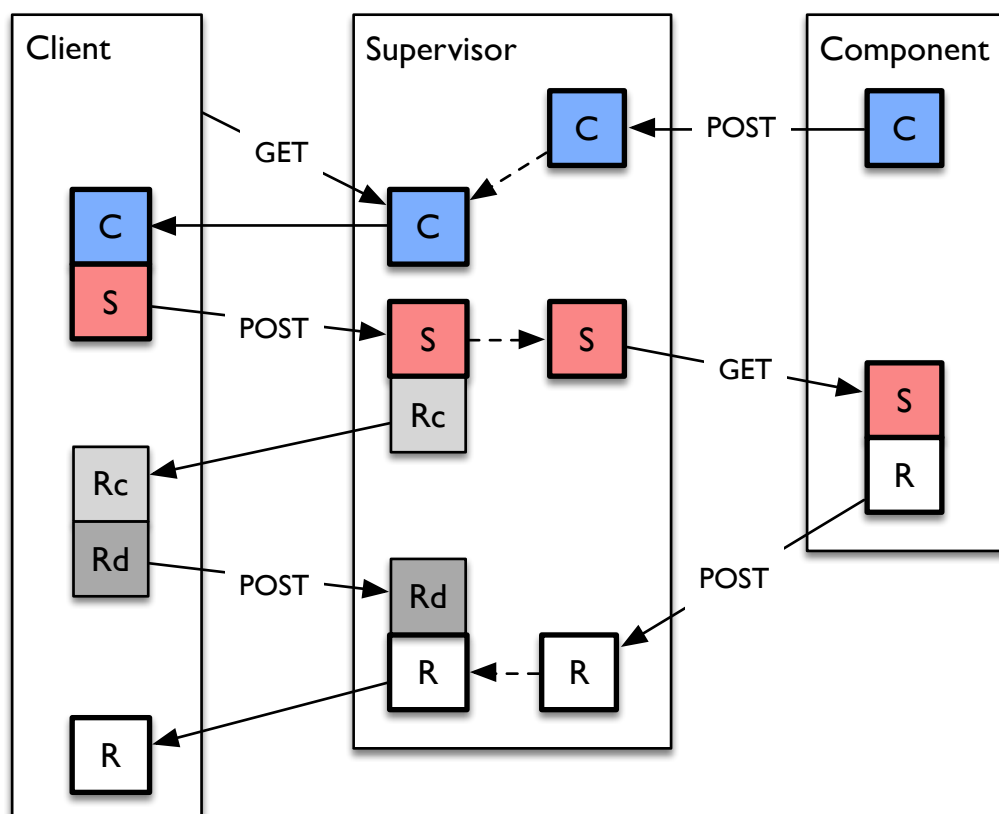 Client
Supervisor
Component
C
POST
C
GET
C
C
S
POST
S
S
GET
S
Rc
R
Rc
Rd
POST
Rd
POST
R
R
R